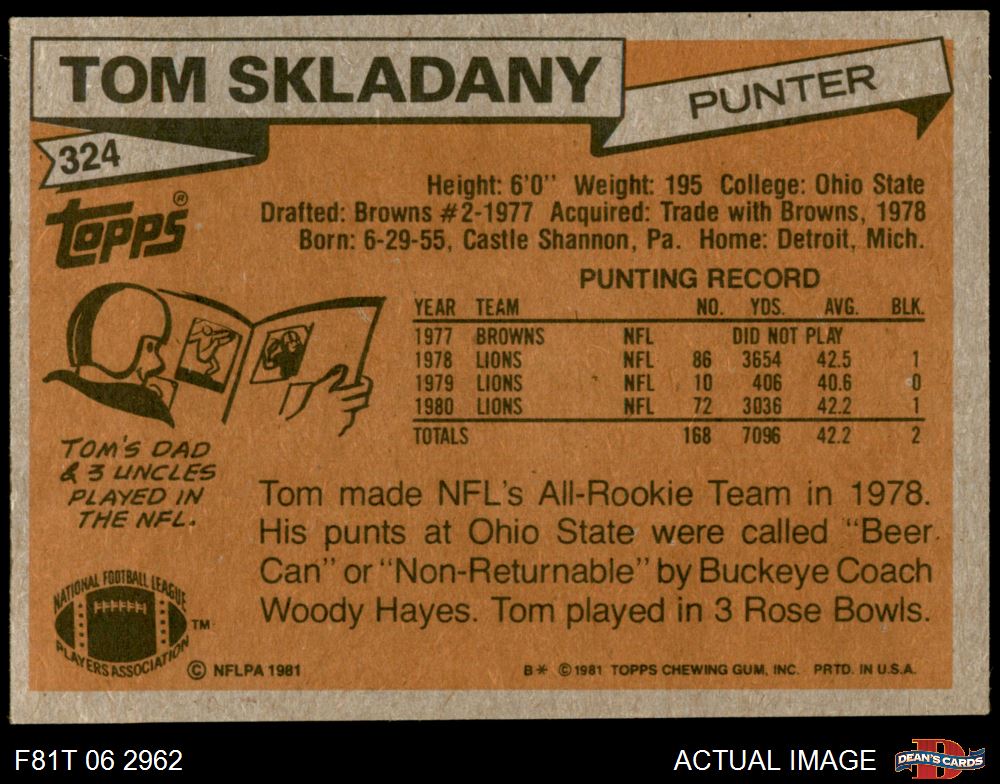 TOM SKLADANY
PUNTER
324
Topps®
Height: 6'0'' Weight: 195 College: Ohio State
Drafted: Browns #2-1977 Acquired: Trade with Browns, 1978
Born: 6-29-55, Castle Shannon, Pa. Home: Detroit, Mich.
PUNTING RECORD
YEAR TEAM NO. YDS. AVG. BLK.
1977 BROWNS NFL DID NOT PLAY
1978 LIONS NFL 86 3654 42.5 1
1979 LIONS NFL 10 406 40.6 0
1980 LIONS NFL 72 3036 42.2 1
TOTALS 168 7096 42.2 2
TOM'S DAD
& 3 UNCLES
PLAYED IN
THE NFL.
Tom made NFL's All-Rookie Team in 1978.
His punts at Ohio State were called "Beer
Can" or "Non-Returnable" by Buckeye Coach
Woody Hayes. Tom played in 3 Rose Bowls.
NATIONAL FOOTBALL LEAGUE
PLAYERS ASSOCIATION
TM
© NFLPA 1981
B* © 1981 TOPPS CHEWING GUM, INC. PRTD. IN U.S.A.
F81T 06 2962
ACTUAL IMAGE
DEAN'S CARDS